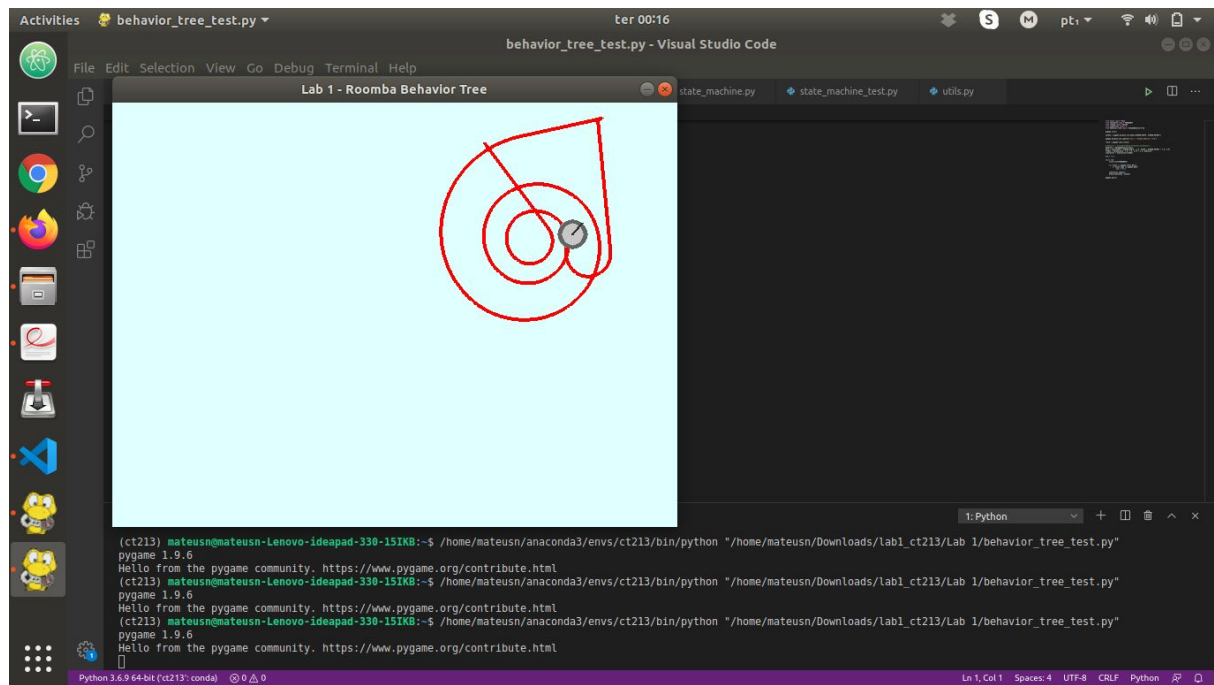 Activities behavior_tree_test.py ter 00:16 S M pt₁
behavior_tree_test.py - Visual Studio Code
File Edit Selection View Go Debug Terminal Help
Lab 1 - Roomba Behavior Tree state_machine.py state_machine_test.py utils.py
1: Python
(ct213) mateusn@mateusn-Lenovo-ideapad-330-15IKB:~$ /home/mateusn/anaconda3/envs/ct213/bin/python "/home/mateusn/Downloads/lab1_ct213/Lab 1/behavior_tree_test.py"
pygame 1.9.6
Hello from the pygame community. https://www.pygame.org/contribute.html
(ct213) mateusn@mateusn-Lenovo-ideapad-330-15IKB:~$ /home/mateusn/anaconda3/envs/ct213/bin/python "/home/mateusn/Downloads/lab1_ct213/Lab 1/behavior_tree_test.py"
pygame 1.9.6
Hello from the pygame community. https://www.pygame.org/contribute.html
(ct213) mateusn@mateusn-Lenovo-ideapad-330-15IKB:~$ /home/mateusn/anaconda3/envs/ct213/bin/python "/home/mateusn/Downloads/lab1_ct213/Lab 1/behavior_tree_test.py"
pygame 1.9.6
Hello from the pygame community. https://www.pygame.org/contribute.html
Python 3.6.9 64-bit ('ct213': conda) 0 0 Ln 1, Col 1 Spaces: 4 UTF-8 CRLF Python